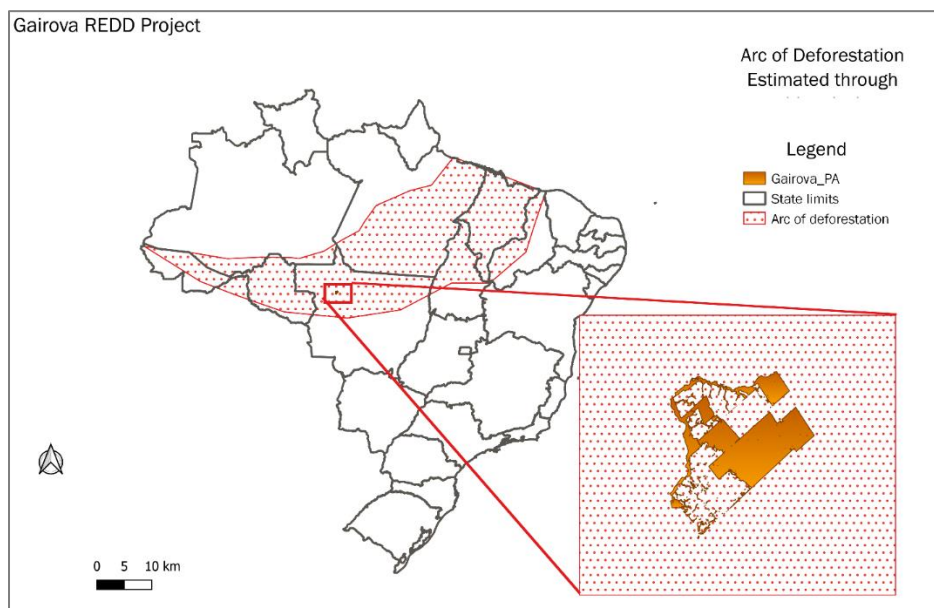 Gairova REDD Project
Arc of Deforestation
Estimated through
Legend
Gairova_PA
State limits
Arc of deforestation
0 5 10 km